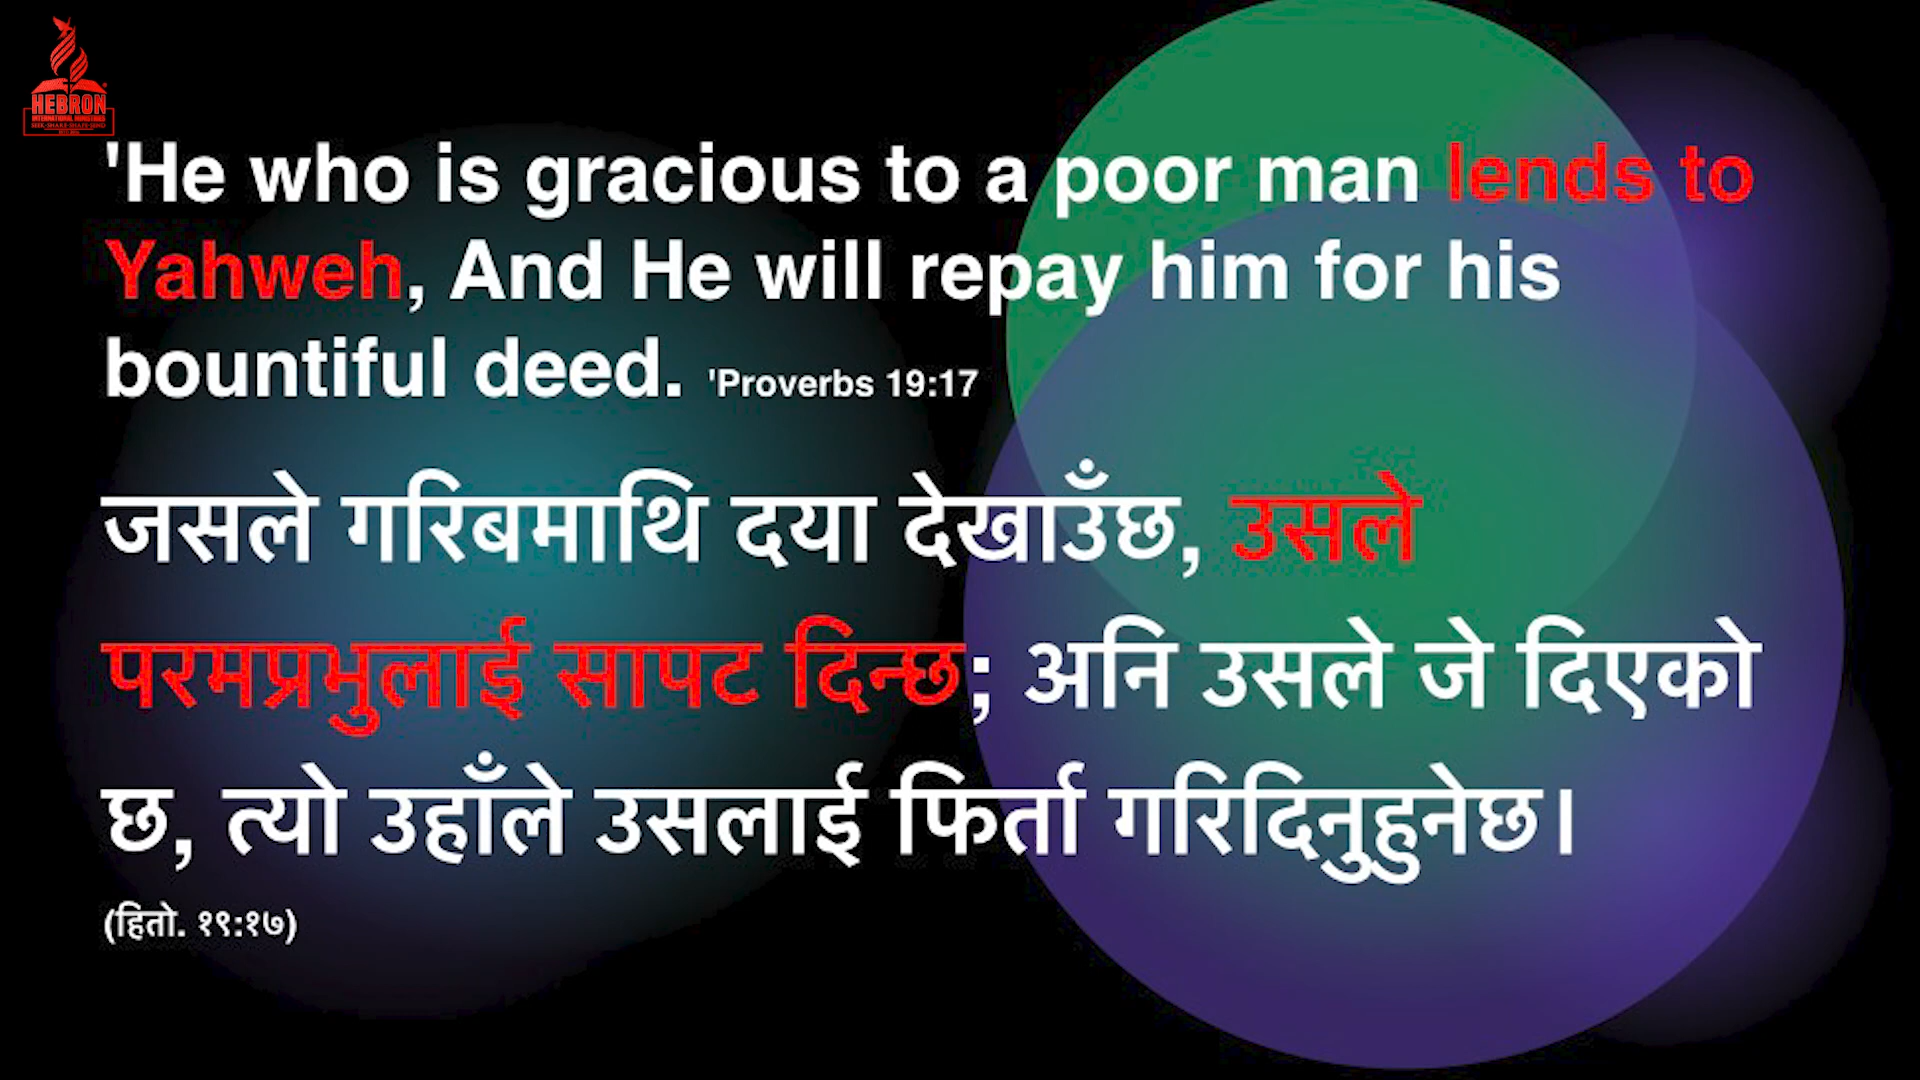 HEBRON
INTERNATIONAL MINISTRIES
'He who is gracious to a poor man lends to
Yahweh, And He will repay him for his
bountiful deed. 'Proverbs 19:17
जसले गरिबमाथि दया देखाउँछ, उसले
परमप्रभुलाई सापट दिन्छ; अनि उसले जे दिएको
छ, त्यो उहाँले उसलाई फिर्ता गरिदिनुहुनेछ।
(हितो. १९:१७)